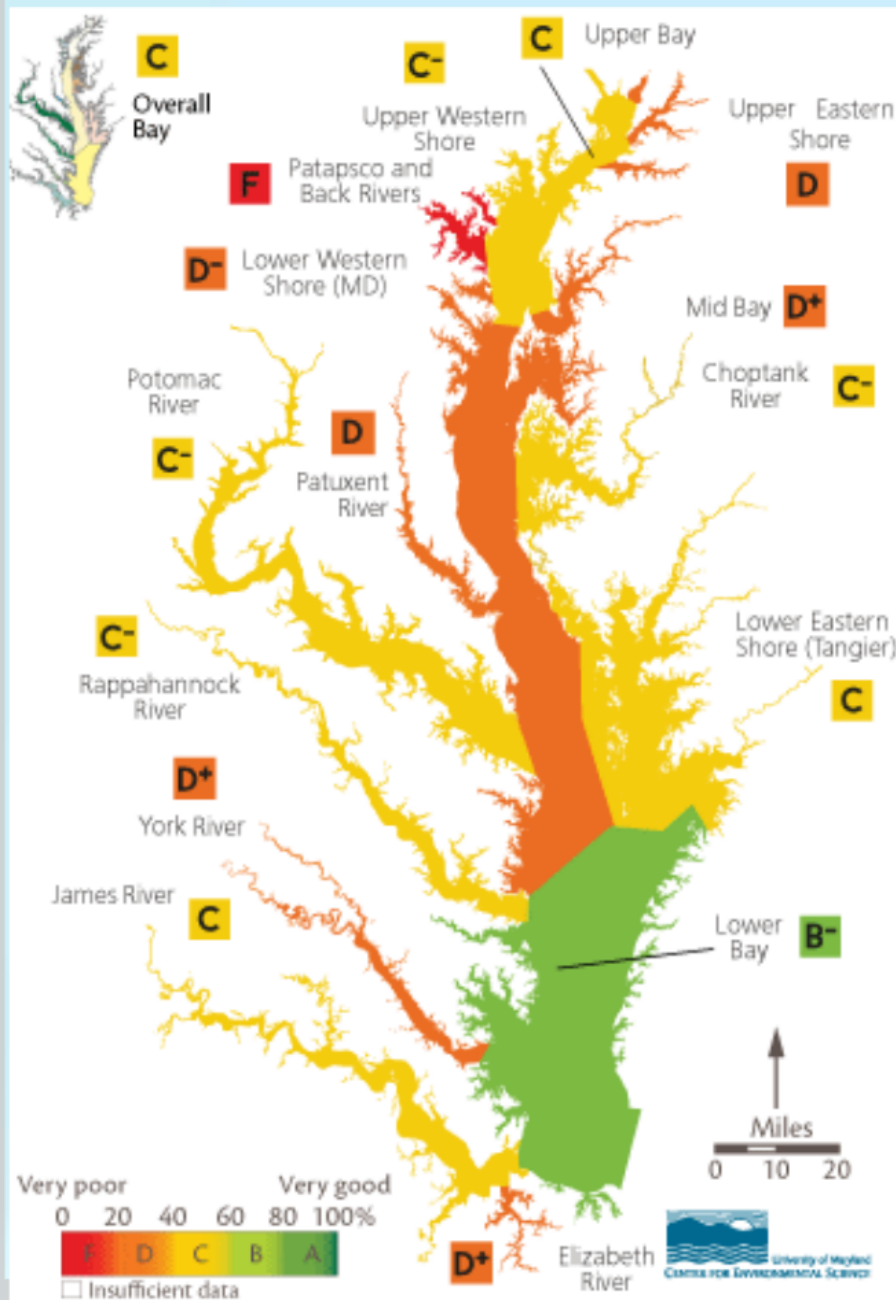 C
Overall
Bay
C-
C
Upper Bay
Upper Western
Shore
Upper Eastern
Shore
D
F
Patapsco and
Back Rivers
D-
Lower Western
Shore (MD)
Mid Bay
D+
Choptank
River
C-
Potomac
River
C-
D
Patuxent
River
C-
Rappahannock
River
Lower Eastern
Shore (Tangier)
C
D+
York River
James River
C
Lower
Bay
B-
Miles
0 10 20
Very poor Very good
0 20 40 60 80 100%
F D C B A
Insufficient data
D+
Elizabeth
River
University of Maryland
CENTER FOR ENVIRONMENTAL SCIENCE